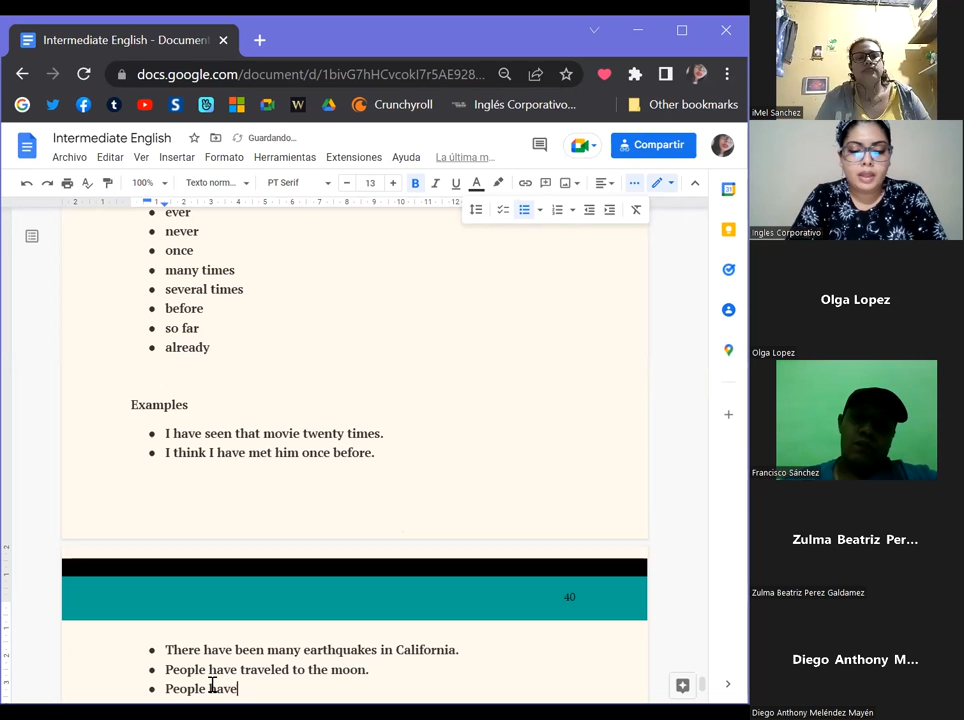 Intermediate English - Document
docs.google.com/document/d/1bivG7hHCvcokI7r5AE928...
Crunchyroll
Inglés Corporativo...
Other bookmarks
Intermediate English
Guardando...
Archivo Editar Ver Insertar Formato Herramientas Extensiones Ayuda La última m...
Compartir
100% Texto norm... PT Serif 13
ever
never
once
many times
several times
before
so far
already
Examples
I have seen that movie twenty times.
I think I have met him once before.
40
There have been many earthquakes in California.
People have traveled to the moon.
People have
iMel Sanchez
Ingles Corporativo
Olga Lopez
Olga Lopez
Francisco Sánchez
Zulma Beatriz Per...
Zulma Beatriz Perez Galdamez
Diego Anthony M...
Diego Anthony Meléndez Mayén